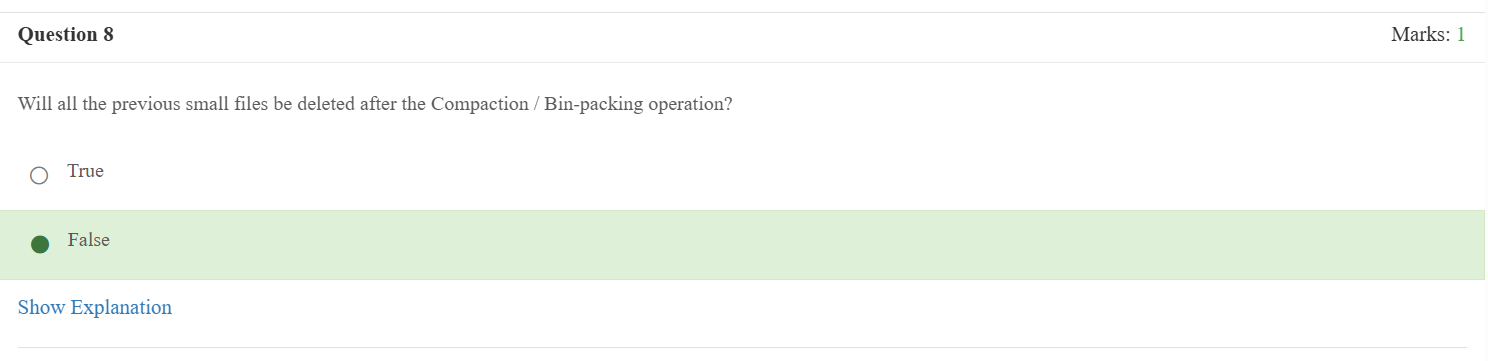 Question 8
Marks: 1
Will all the previous small files be deleted after the Compaction / Bin-packing operation?
True
False
Show Explanation